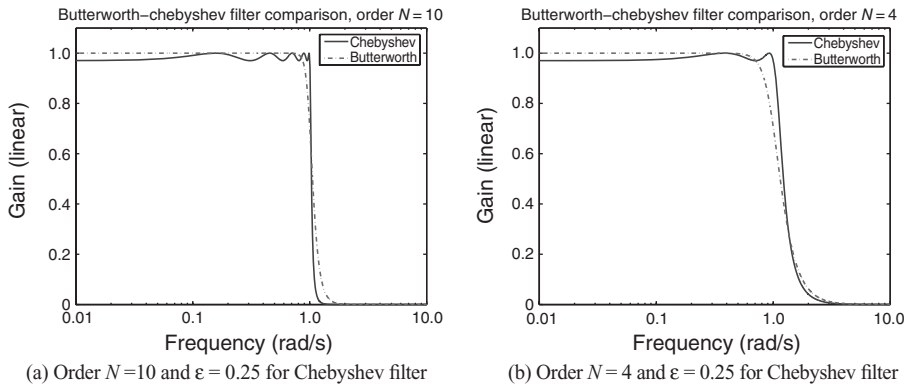 Butterworth–chebyshev filter comparison, order N = 10
Chebyshev
Butterworth
Gain (linear)
1.0
0.8
0.6
0.4
0.2
0
0.01
0.1
1.0
10.0
Frequency (rad/s)
(a) Order N =10 and ε = 0.25 for Chebyshev filter
Butterworth–chebyshev filter comparison, order N = 4
Chebyshev
Butterworth
Gain (linear)
1.0
0.8
0.6
0.4
0.2
0
0.01
0.1
1.0
10.0
Frequency (rad/s)
(b) Order N = 4 and ε = 0.25 for Chebyshev filter